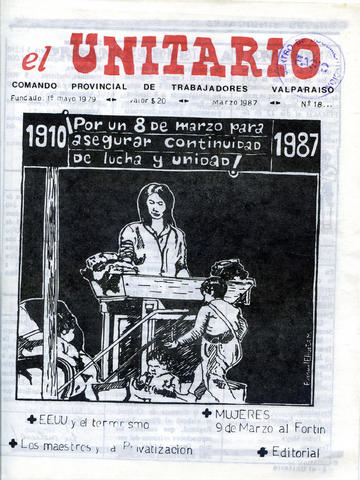 el UNITARIO
COMANDO PROVINCIAL DE TRABAJADORES VALPARAISO
Fundado: 1º mayo 1979 Valor $ 20 Marzo 1987 Nº 18...
1910 ¡Por un 8 de marzo para asegurar continuidad de lucha y unidad! 1987
+ EEUU y el terrorismo
+ MUJERES
9 de Marzo al Fortin
+ Los maestros y la Privatización
+ Editorial